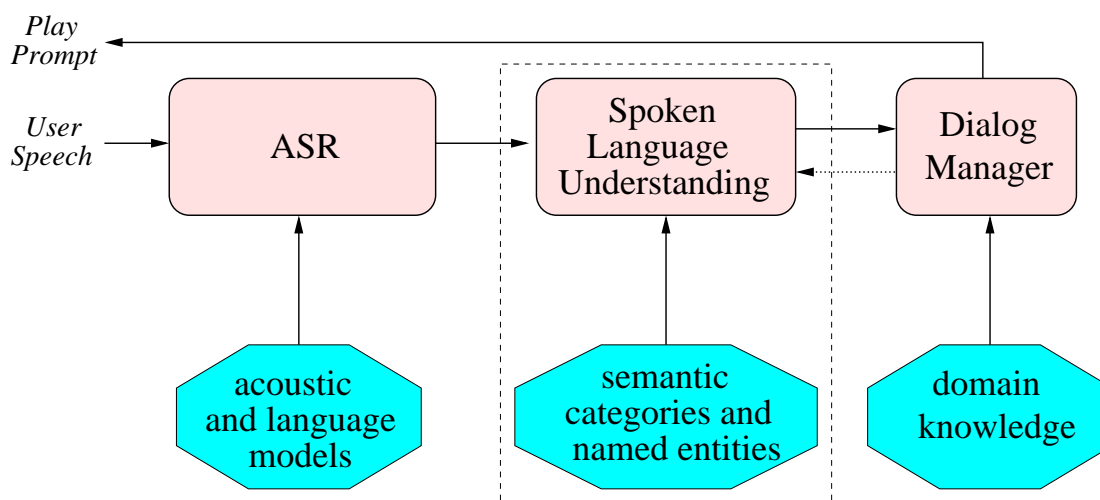 Play
Prompt
User
Speech
ASR
Spoken
Language
Understanding
Dialog
Manager
acoustic
and language
models
semantic
categories and
named entities
domain
knowledge